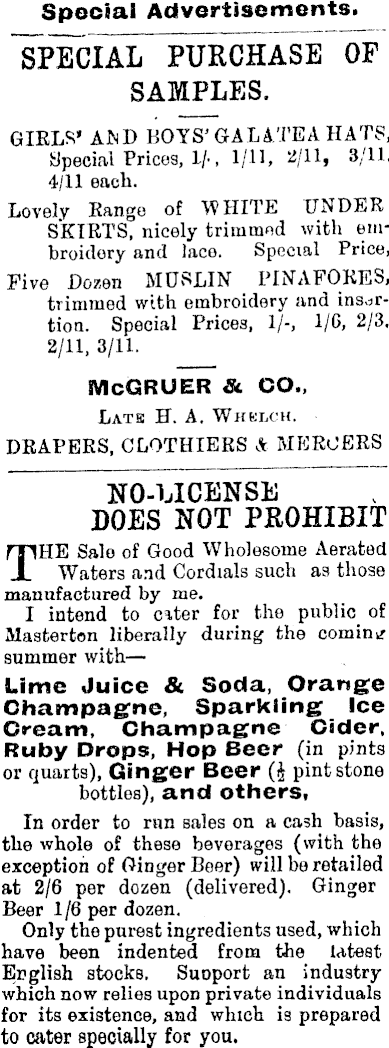 Special Advertisements.
SPECIAL PURCHASE OF
SAMPLES.
GIRLS' AND BOYS' GALATEA HATS,
Special Prices, 1/-, 1/11, 2/11, 3/11.
4/11 each.
Lovely Range of WHITE UNDER
SKIRTS, nicely trimmed with em-
broidery and lace. Special Price,
Five Dozen MUSLIN PINAFORES,
trimmed with embroidery and inser-
tion. Special Prices, 1/-, 1/6, 2/3.
2/11, 3/11.
McGRUER & CO.,
LATE H. A. WHELCH.
DRAPERS, CLOTHIERS & MERCERS
NO-LICENSE
DOES NOT PROHIBIT
THE Sale of Good Wholesome Aerated
Waters and Cordials such as those
manufactured by me.
I intend to cater for the public of
Masterton liberally during the coming
summer with—
Lime Juice & Soda, Orange
Champagne, Sparkling Ice
Cream, Champagne Cider,
Ruby Drops, Hop Beer (in pints
or quarts), Ginger Beer (½ pint stone
bottles), and others,
In order to run sales on a cash basis,
the whole of these beverages (with the
exception of Ginger Beer) will be retailed
at 2/6 per dozen (delivered). Ginger
Beer 1/6 per dozen.
Only the purest ingredients used, which
have been indented from the latest
English stocks. Support an industry
which now relies upon private individuals
for its existence, and which is prepared
to cater specially for you.